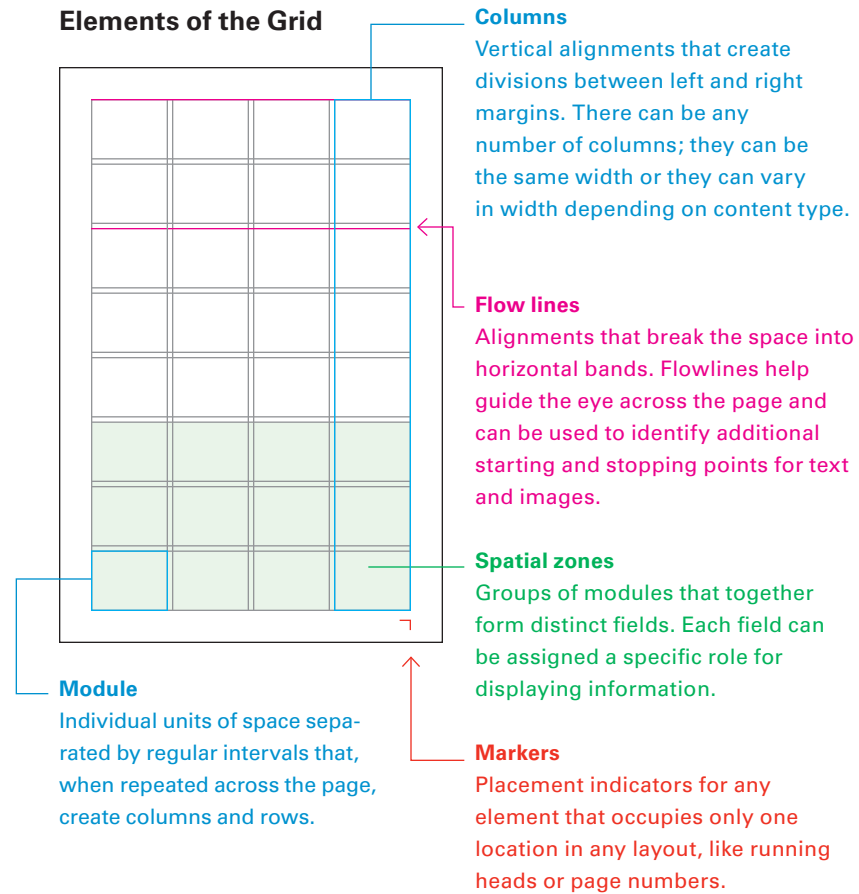 Elements of the Grid
Columns
Vertical alignments that create
divisions between left and right
margins. There can be any
number of columns; they can be
the same width or they can vary
in width depending on content type.
Flow lines
Alignments that break the space into
horizontal bands. Flowlines help
guide the eye across the page and
can be used to identify additional
starting and stopping points for text
and images.
Spatial zones
Groups of modules that together
form distinct fields. Each field can
be assigned a specific role for
displaying information.
Module
Individual units of space sepa-
rated by regular intervals that,
when repeated across the page,
create columns and rows.
Markers
Placement indicators for any
element that occupies only one
location in any layout, like running
heads or page numbers.